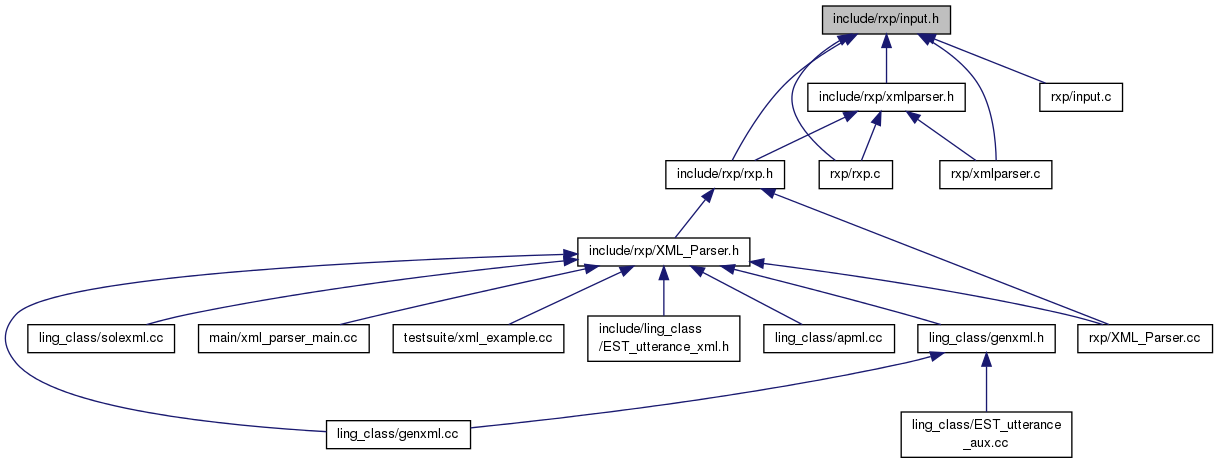 include/rxp/input.h
include/rxp/xmlparser.h
rxp/input.c
include/rxp/rxp.h
rxp/rxp.c
rxp/xmlparser.c
include/rxp/XML_Parser.h
ling_class/solexml.cc
main/xml_parser_main.cc
testsuite/xml_example.cc
include/ling_class
/EST_utterance_xml.h
ling_class/apml.cc
ling_class/genxml.h
rxp/XML_Parser.cc
ling_class/genxml.cc
ling_class/EST_utterance
_aux.cc